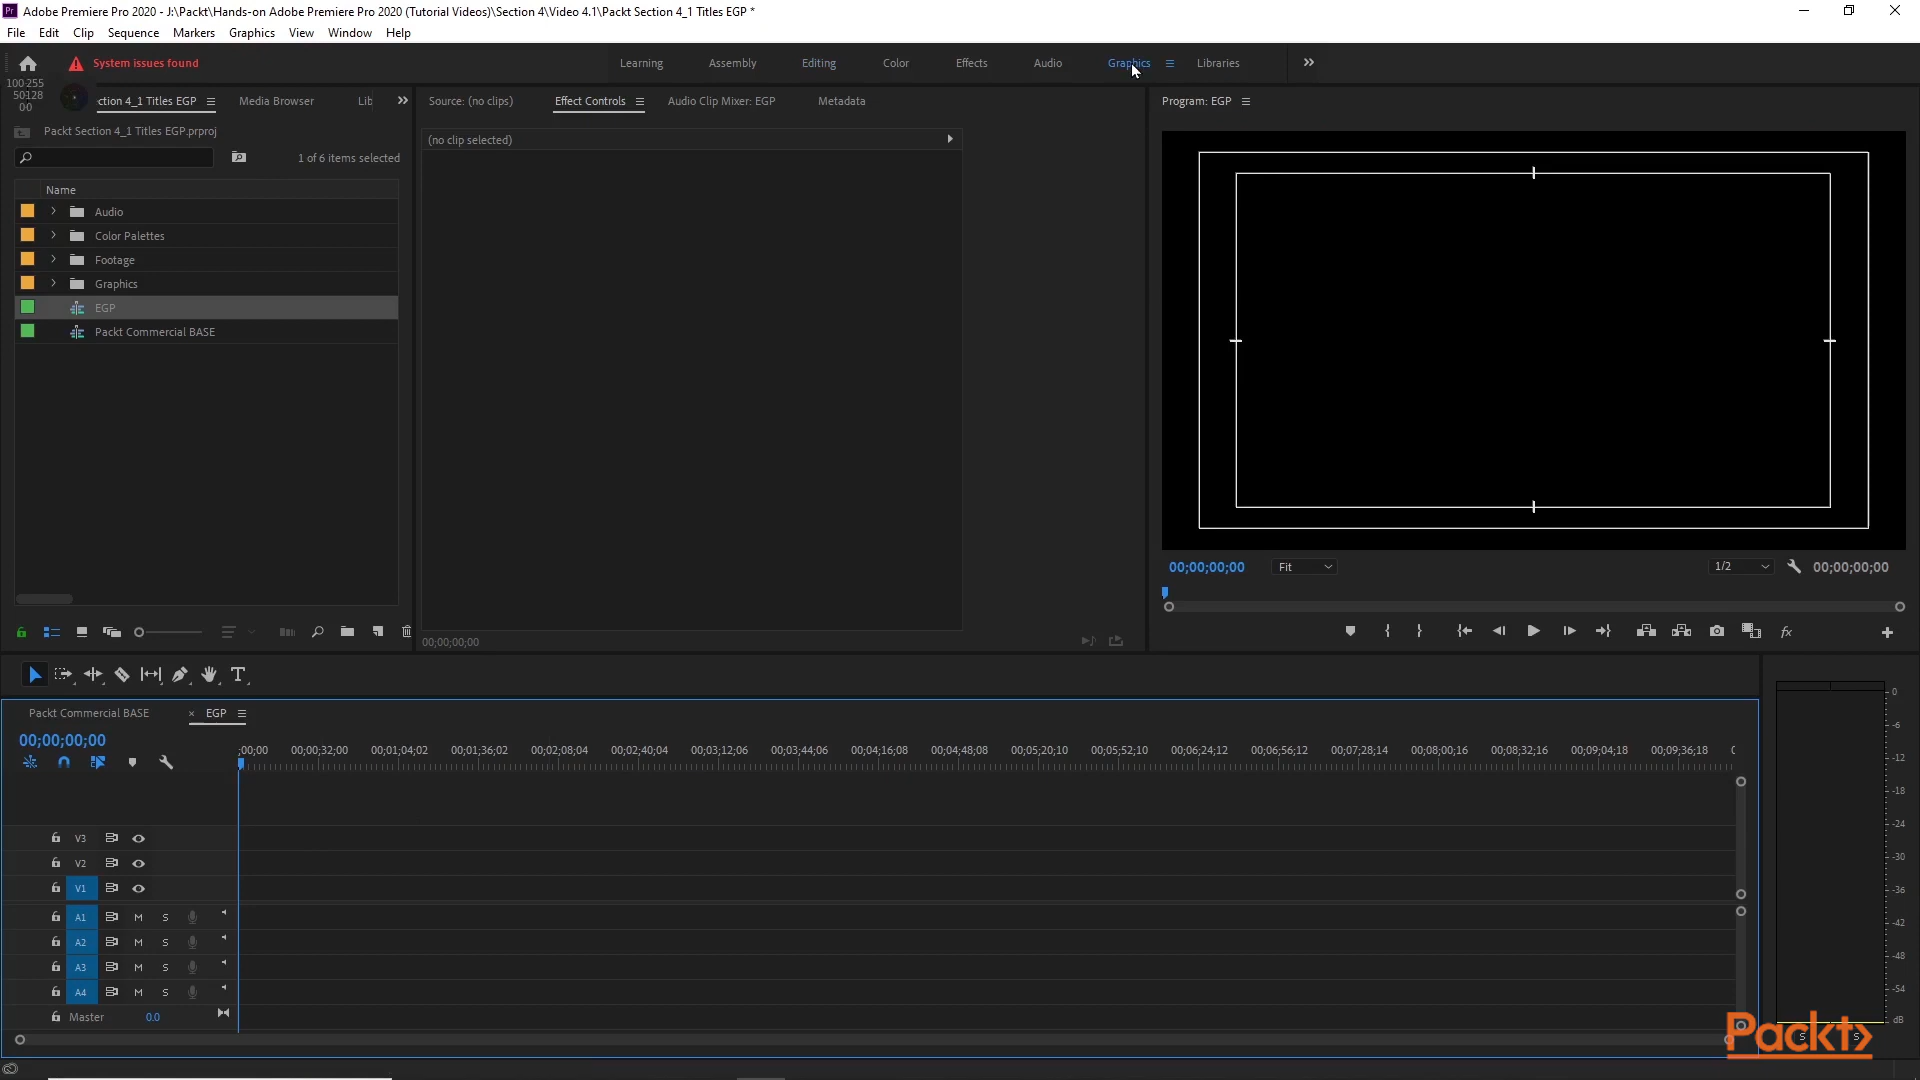 Adobe Premiere Pro 2020 - J:\Packt\Hands-on Adobe Premiere Pro 2020 (Tutorial Videos)\Section 4\Video 4.1\Packt Section 4_1 Titles EGP *
File Edit Clip Sequence Markers Graphics View Window Help
System issues found
Learning Assembly Editing Color Effects Audio Graphics Libraries
100-255
50-128
0-0
ction 4_1 Titles EGP Media Browser Lib
Source: (no clips) Effect Controls Audio Clip Mixer: EGP Metadata
Program: EGP
Packt Section 4_1 Titles EGP.prproj
(no clip selected)
1 of 6 items selected
Name
Audio
Color Palettes
Footage
Graphics
EGP
Packt Commercial BASE
00;00;00;00 Fit 1/2 00;00;00;00
00;00;00;00
Packt Commercial BASE × EGP
00;00;00;00
;00;00 00;00;32;00 00;01;04;02 00;01;36;02 00;02;08;04 00;02;40;04 00;03;12;06 00;03;44;06 00;04;16;08 00;04;48;08 00;05;20;10 00;05;52;10 00;06;24;12 00;06;56;12 00;07;28;14 00;08;00;16 00;08;32;16 00;09;04;18 00;09;36;18
V3
V2
V1
A1 M S
A2 M S
A3 M S
A4 M S
Master 0.0
0
-6
-12
-18
-24
-30
-36
-42
-48
-54
dB
S S
Packt